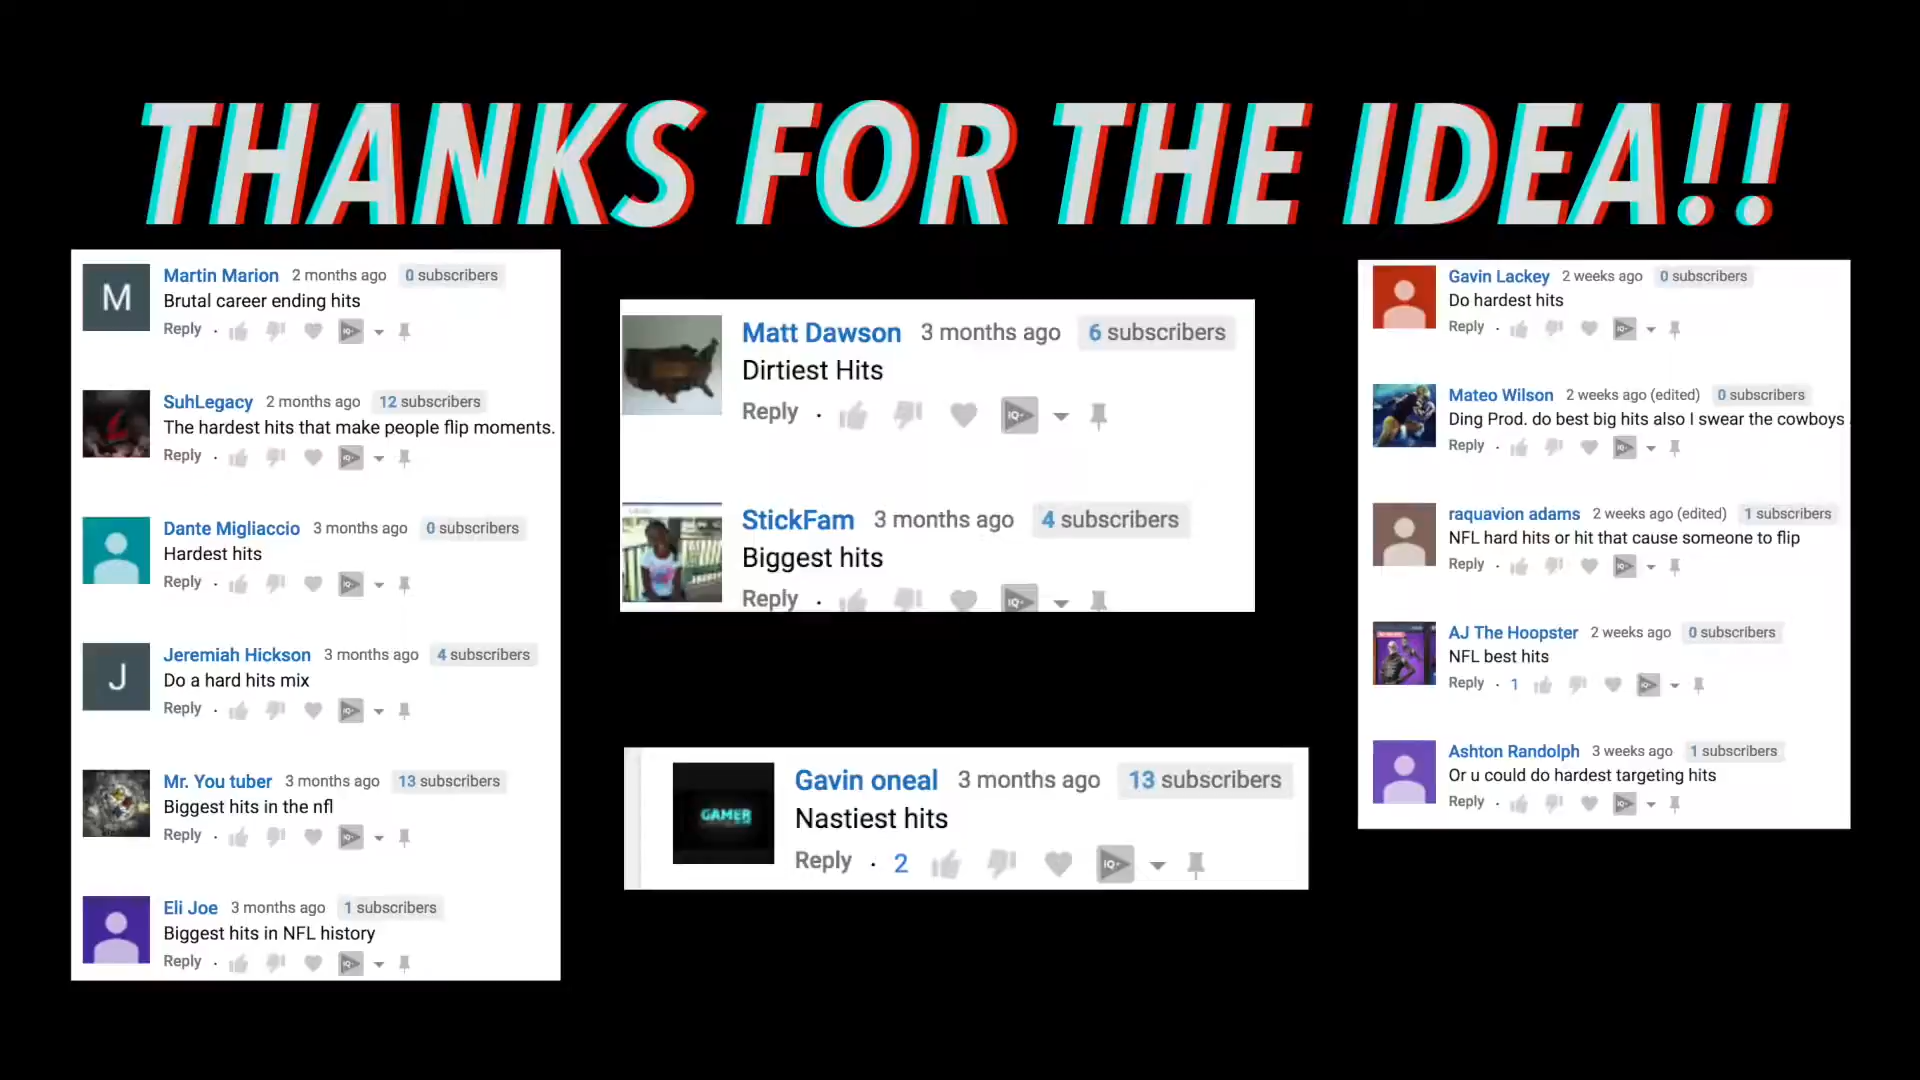 THANKS FOR THE IDEA!!
M
Martin Marion 2 months ago 0 subscribers
Brutal career ending hits
Reply ·
SuhLegacy 2 months ago 12 subscribers
The hardest hits that make people flip moments.
Reply ·
Dante Migliaccio 3 months ago 0 subscribers
Hardest hits
Reply ·
J
Jeremiah Hickson 3 months ago 4 subscribers
Do a hard hits mix
Reply ·
Mr. You tuber 3 months ago 13 subscribers
Biggest hits in the nfl
Reply ·
Eli Joe 3 months ago 1 subscribers
Biggest hits in NFL history
Reply ·
Matt Dawson 3 months ago 6 subscribers
Dirtiest Hits
Reply · IQ+
StickFam 3 months ago 4 subscribers
Biggest hits
Reply · IQ+
GAMER
Gavin oneal 3 months ago 13 subscribers
Nastiest hits
Reply · 2 IQ+
Gavin Lackey 2 weeks ago 0 subscribers
Do hardest hits
Reply ·
Mateo Wilson 2 weeks ago (edited) 0 subscribers
Ding Prod. do best big hits also I swear the cowboys
Reply ·
raquavion adams 2 weeks ago (edited) 1 subscribers
NFL hard hits or hit that cause someone to flip
Reply ·
AJ The Hoopster 2 weeks ago 0 subscribers
NFL best hits
Reply · 1
Ashton Randolph 3 weeks ago 1 subscribers
Or u could do hardest targeting hits
Reply ·